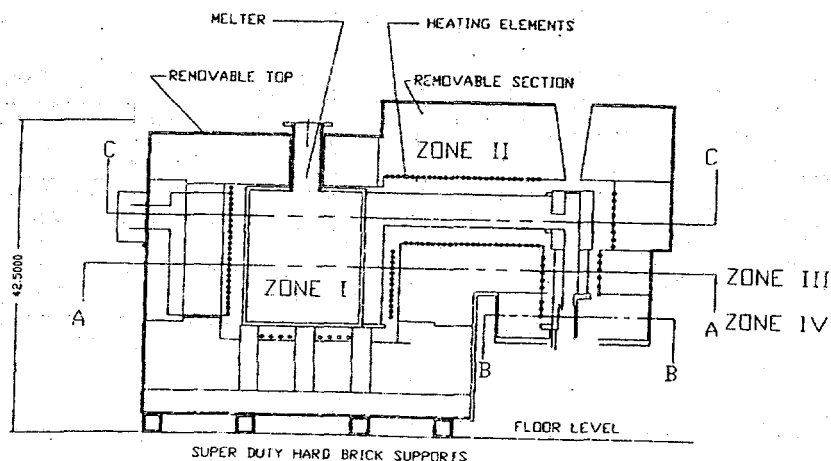 MELTER
HEATING ELEMENTS
REMOVABLE TOP
REMOVABLE SECTION
ZONE II
C
C
42.5000
ZONE I
ZONE III
A
A
ZONE IV
B
B
FLOOR LEVEL
SUPER DUTY HARD BRICK SUPPORTS